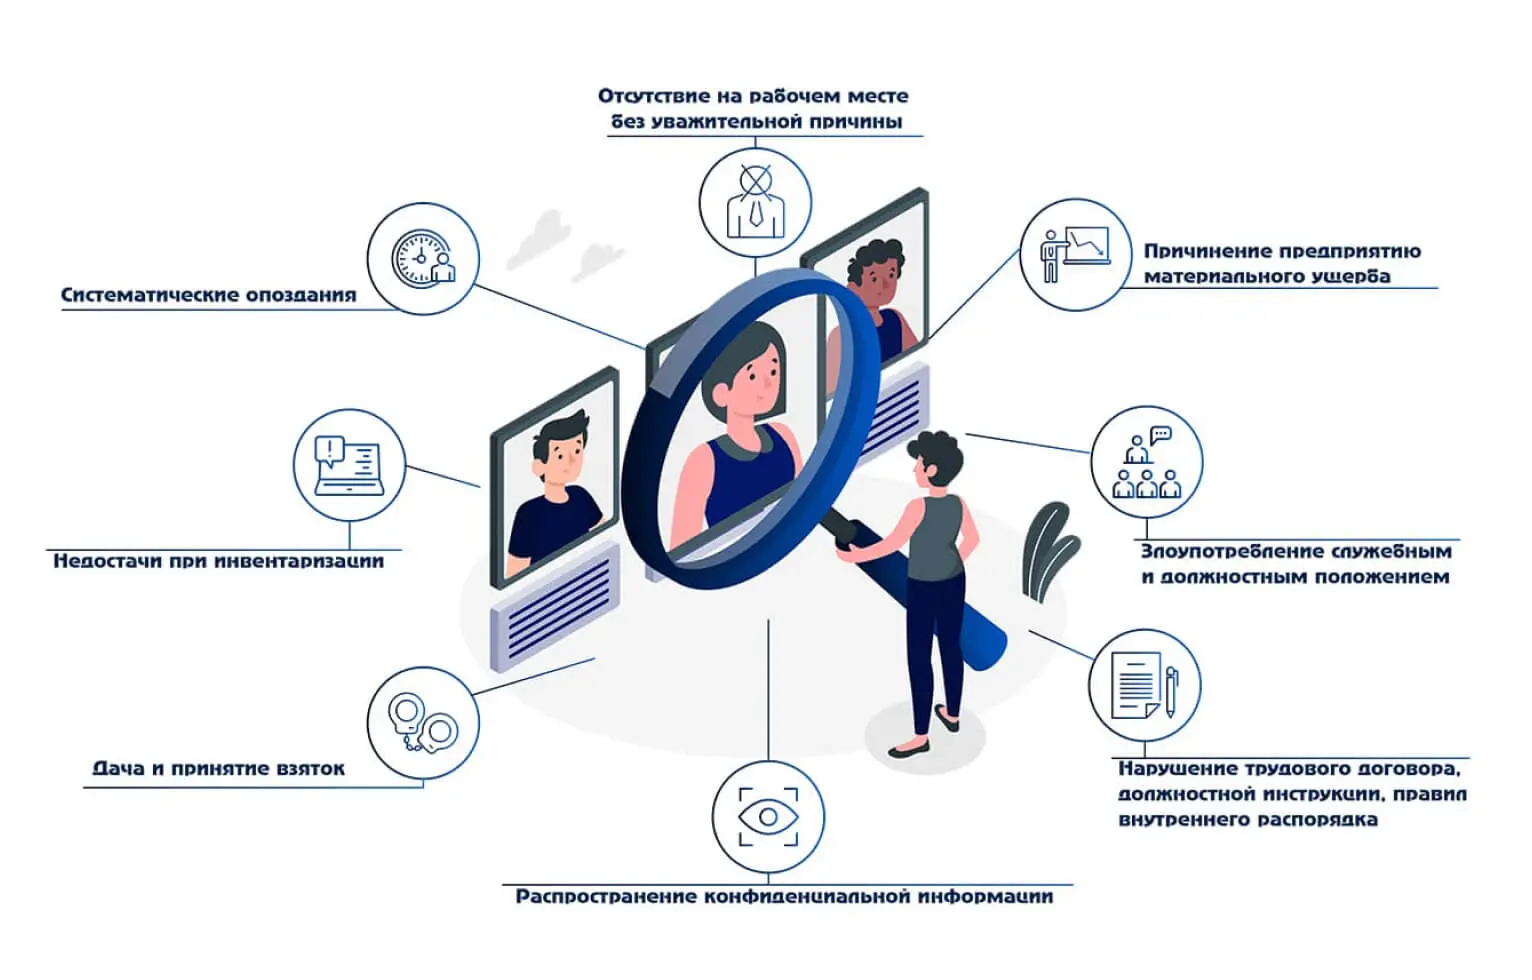 Отсутствие на рабочем месте
без уважительной причины
Систематические опоздания
Причинение предприятию
материального ущерба
Недостачи при инвентаризации
Злоупотребление служебным
и должностным положением
Дача и принятие взяток
Нарушение трудового договора,
должностной инструкции, правил
внутреннего распорядка
Распространение конфиденциальной информации